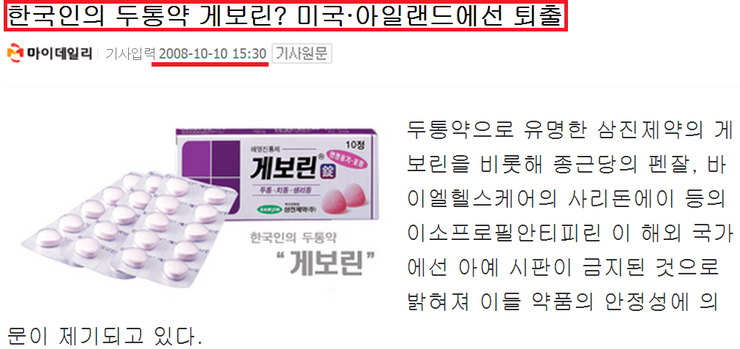 한국인의 두통약 게보린? 미국·아일랜드에선 퇴출
마이데일리 기사입력 2008-10-10 15:30 기사원문
해열진통제
10정
게보린® 錠
두통·치통·생리통
삼진제약(주)
한국인의 두통약
“게보린”
두통약으로 유명한 삼진제약의 게
보린을 비롯해 종근당의 펜잘, 바
이엘헬스케어의 사리돈에이 등의
이소프로필안티피린 이 해외 국가
에선 아예 시판이 금지된 것으로
밝혀져 이들 약품의 안정성에 의
문이 제기되고 있다.